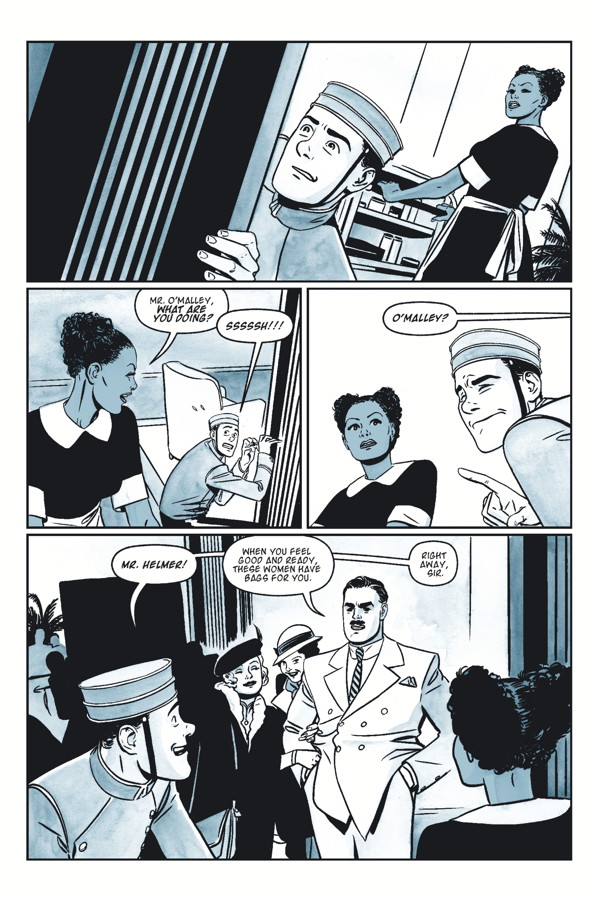 MR. O'MALLEY,
WHAT ARE
YOU DOING?
SSSSSH!!!
O'MALLEY?
MR. HELMER!
WHEN YOU FEEL
GOOD AND READY,
THESE WOMEN HAVE
BAGS FOR YOU.
RIGHT
AWAY,
SIR.